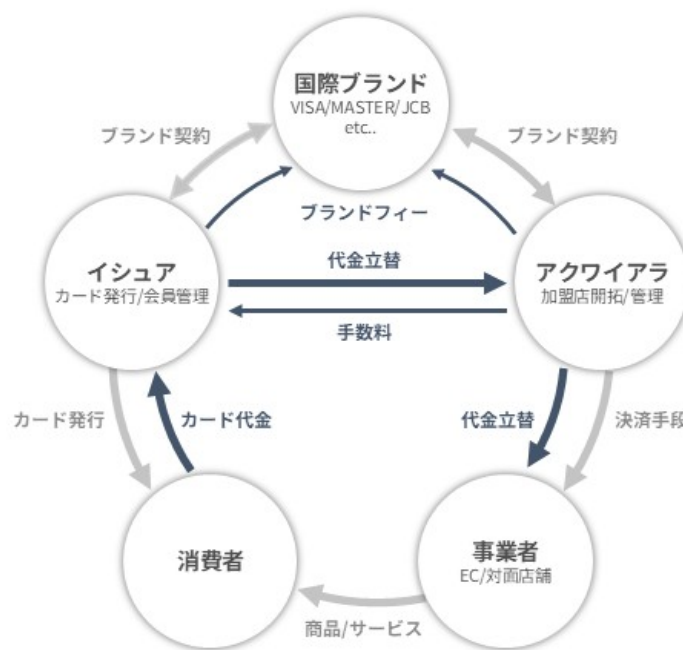 国際ブランド
VISA/MASTER/JCB
etc..
ブランド契約
ブランド契約
ブランドフィー
イシュア
カード発行/会員管理
代金立替
手数料
アクワイアラ
加盟店開拓/管理
カード発行
カード代金
代金立替
決済手段
消費者
事業者
EC/対面店舗
商品/サービス